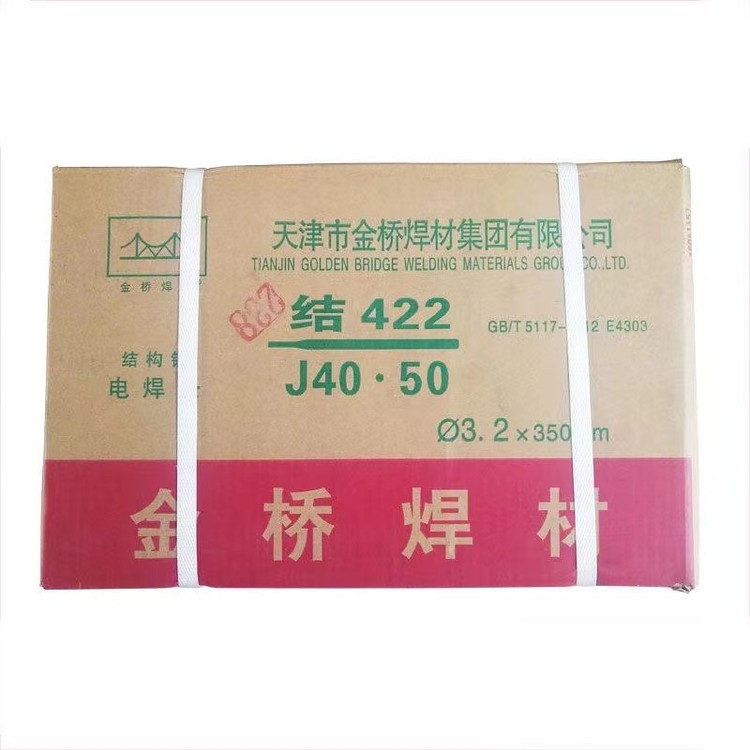 天津市金桥焊材集团有限 公司
TIANJIN GOLDEN BRIDGE WELDING MATERIALS GROU CO.,LTD.
金桥焊
228
结 422
GB/T 5117- 12 E4303
结构
电焊
J40·50
Ø3.2×350 m
金桥焊材